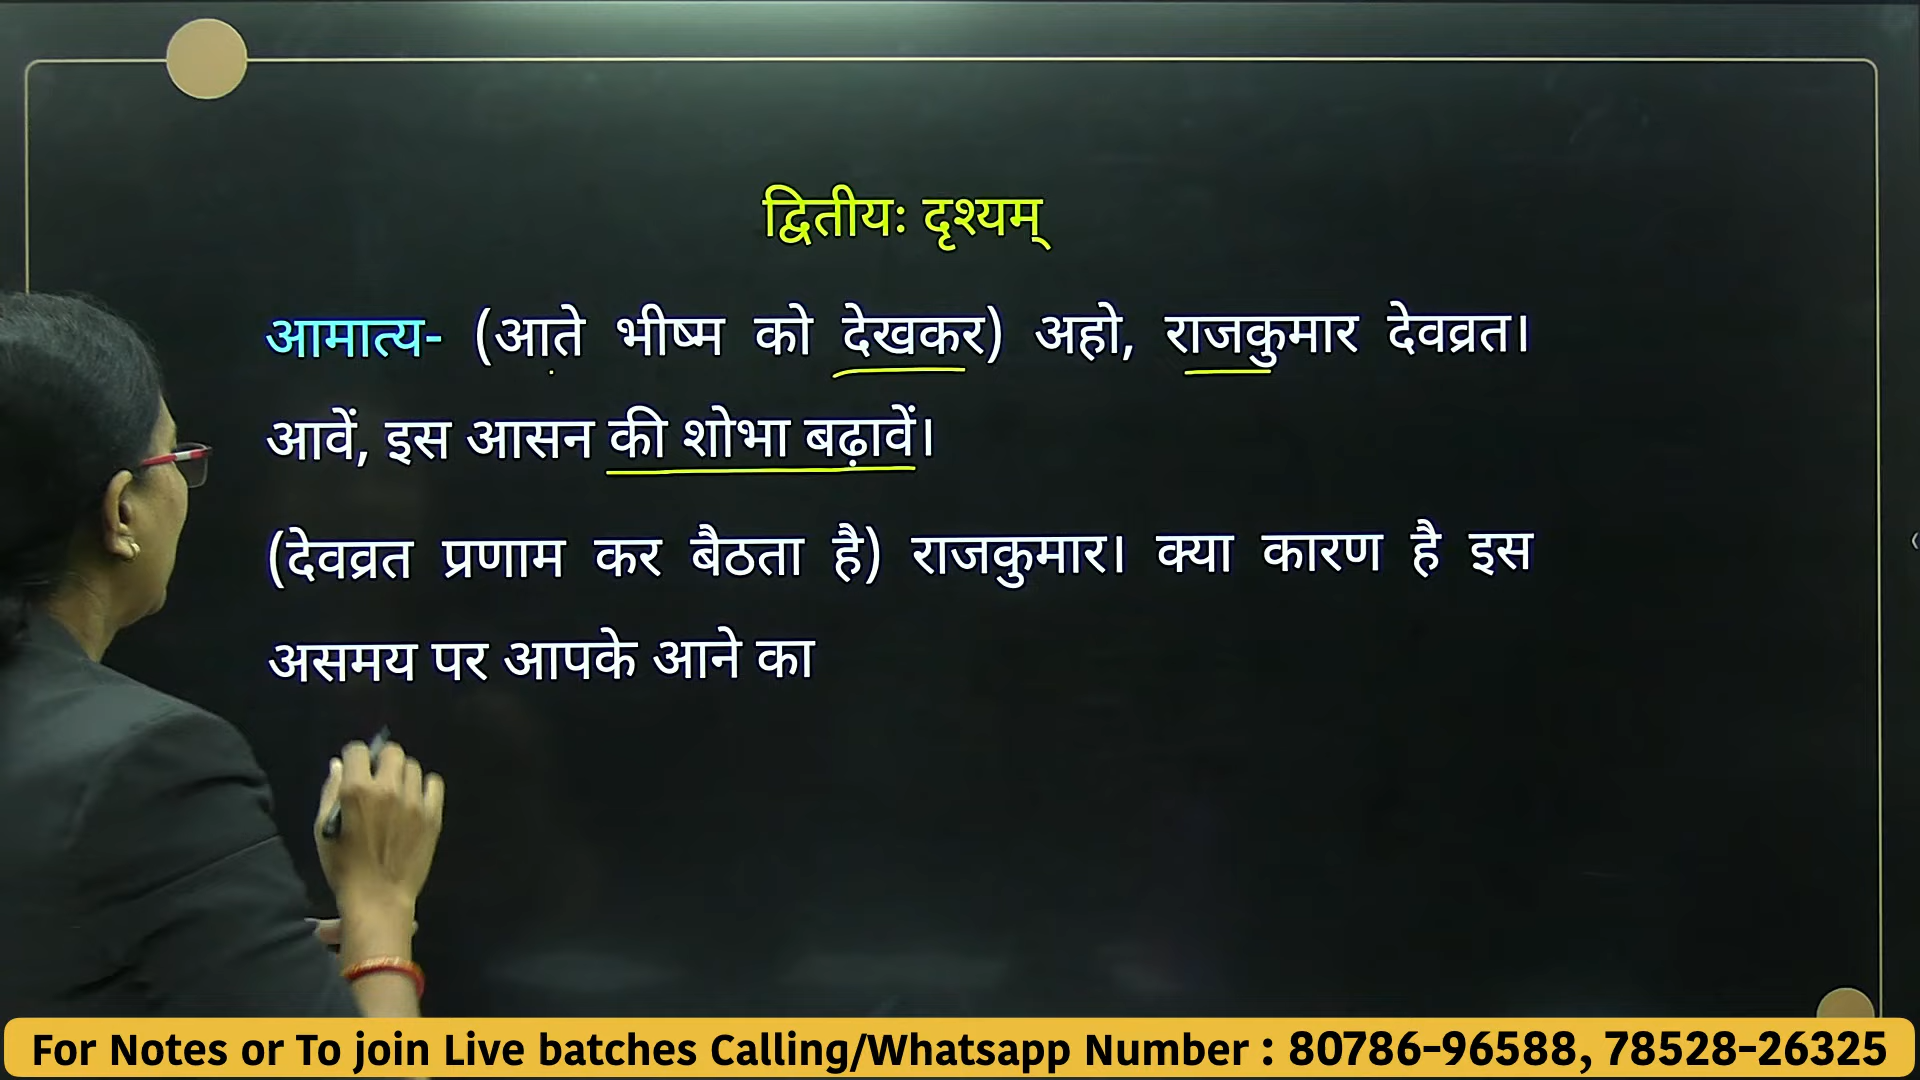 द्वितीयः दृश्यम्
आमात्य- (आते भीष्म को देखकर) अहो, राजकुमार देवव्रत।
आवें, इस आसन की शोभा बढ़ावें।
(देवव्रत प्रणाम कर बैठता है) राजकुमार। क्या कारण है इस
असमय पर आपके आने का
For Notes or To join Live batches Calling/Whatsapp Number : 80786-96588, 78528-26325